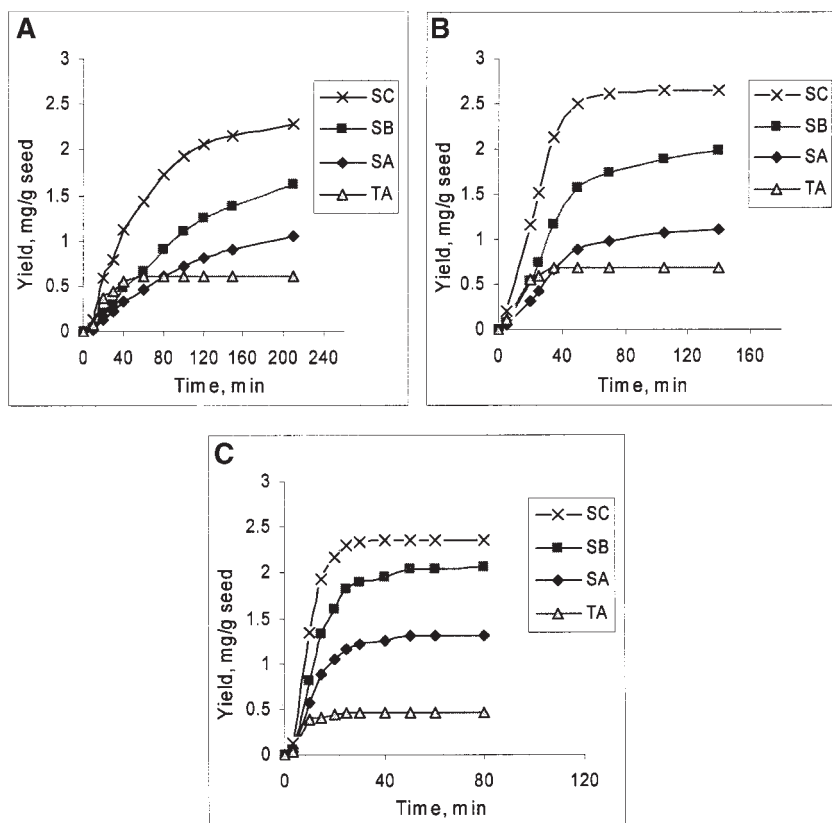 A
3
2.5
2
1.5
1
0.5
0
Yield, mg/g seed
0 40 80 120 160 200 240
Time, min
SC
SB
SA
TA
B
3
2.5
2
1.5
1
0.5
0
Yield, mg/g seed
0 40 80 120 160
Time, min
SC
SB
SA
TA
C
3
2.5
2
1.5
1
0.5
0
Yield, mg/g seed
0 40 80 120
Time, min
SC
SB
SA
TA